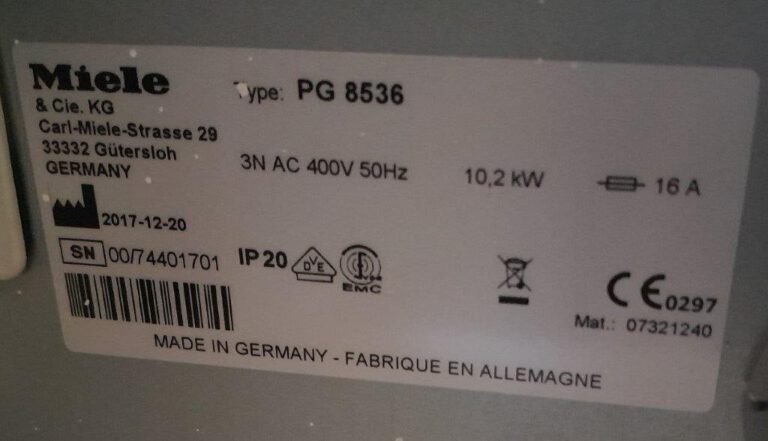 Miele
& Cie. KG
Carl-Miele-Strasse 29
33332 Gütersloh
GERMANY
Type: PG 8536
3N AC 400V 50Hz 10,2 kW 16 A
2017-12-20
SN 00/74401701
IP 20 DVE EMC
CE 0297
Mat.: 07321240
MADE IN GERMANY - FABRIQUE EN ALLEMAGNE